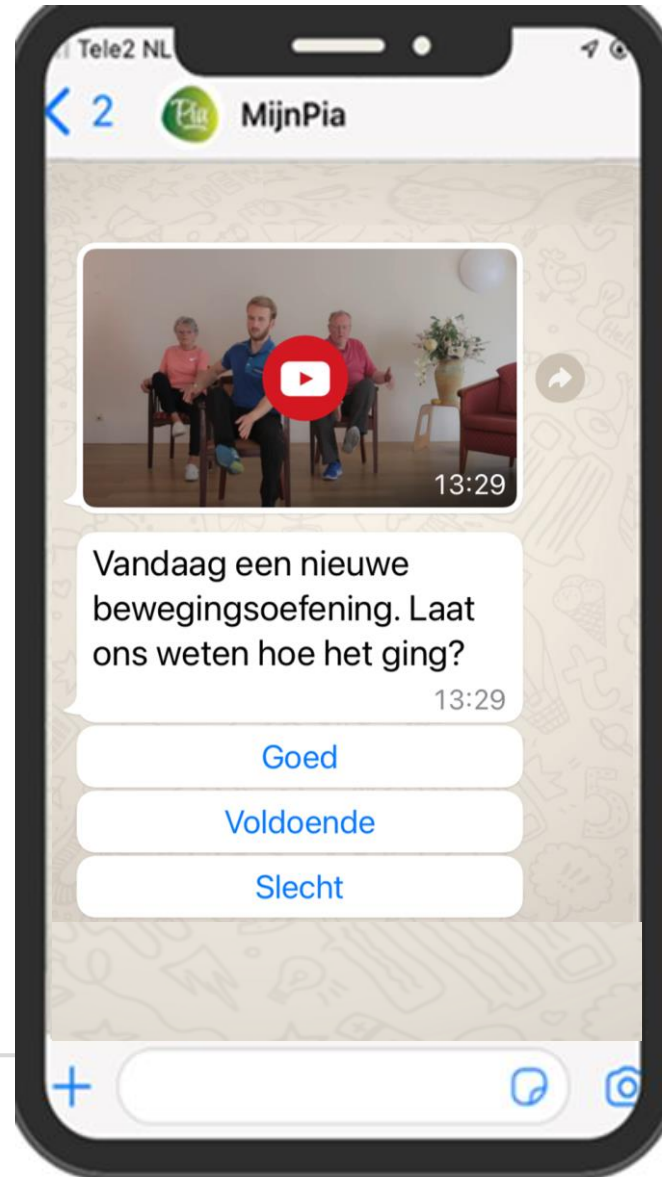 Tele2 NL
2
Pia
MijnPia
13:29
Vandaag een nieuwe
bewegingsoefening. Laat
ons weten hoe het ging?
13:29
Goed
Voldoende
Slecht